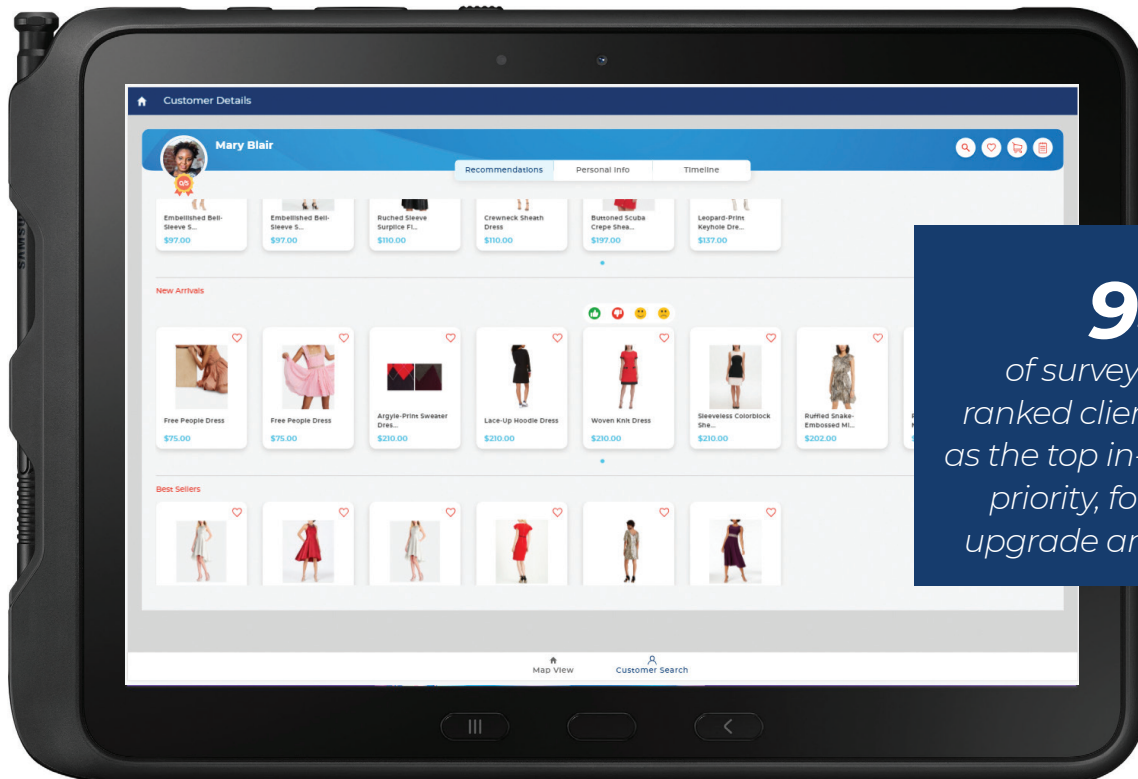 Customer Details
Mary Blair
0/5
Recommendations Personal Info Timeline
Embellished Bell-
Sleeve S...
$97.00
Embellished Bell-
Sleeve S...
$97.00
Ruched Sleeve
Surplice Fl...
$110.00
Crewneck Sheath
Dress
$110.00
Buttoned Scuba
Crepe Shea...
$197.00
Leopard-Print
Keyhole Dre...
$137.00
New Arrivals
Free People Dress
$75.00
Free People Dress
$75.00
Argyle-Print Sweater
Dres...
$210.00
Lace-Up Hoodie Dress
$210.00
Woven Knit Dress
$210.00
Sleeveless Colorblock
She...
$210.00
Ruffled Snake-
Embossed Mi...
$202.00
Best Sellers
Map View
Customer Search
SAMSUNG
9
of survey
ranked clien
as the top in-
priority, fo
upgrade an